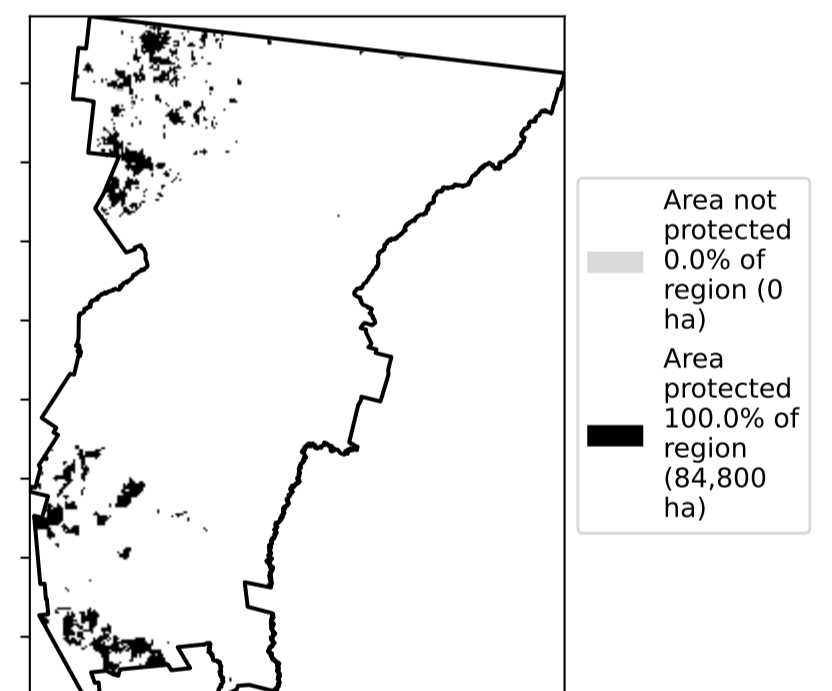 Area not
protected
0.0% of
region (0
ha)
Area
protected
100.0% of
region
(84,800
ha)